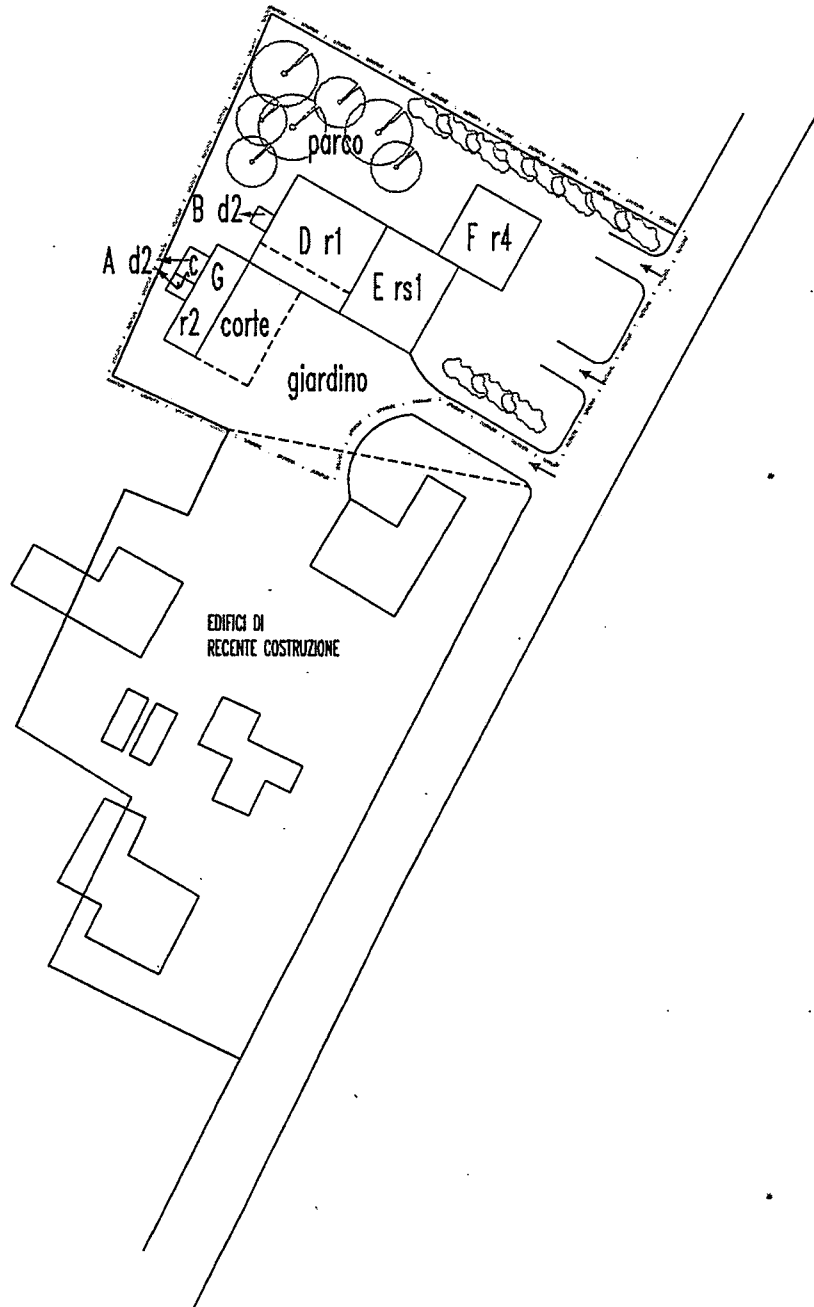 parco
B d2
D r1
F r4
A d2
c
G
E rs1
r2
corte
giardino
EDIFICI DI
RECENTE COSTRUZIONE